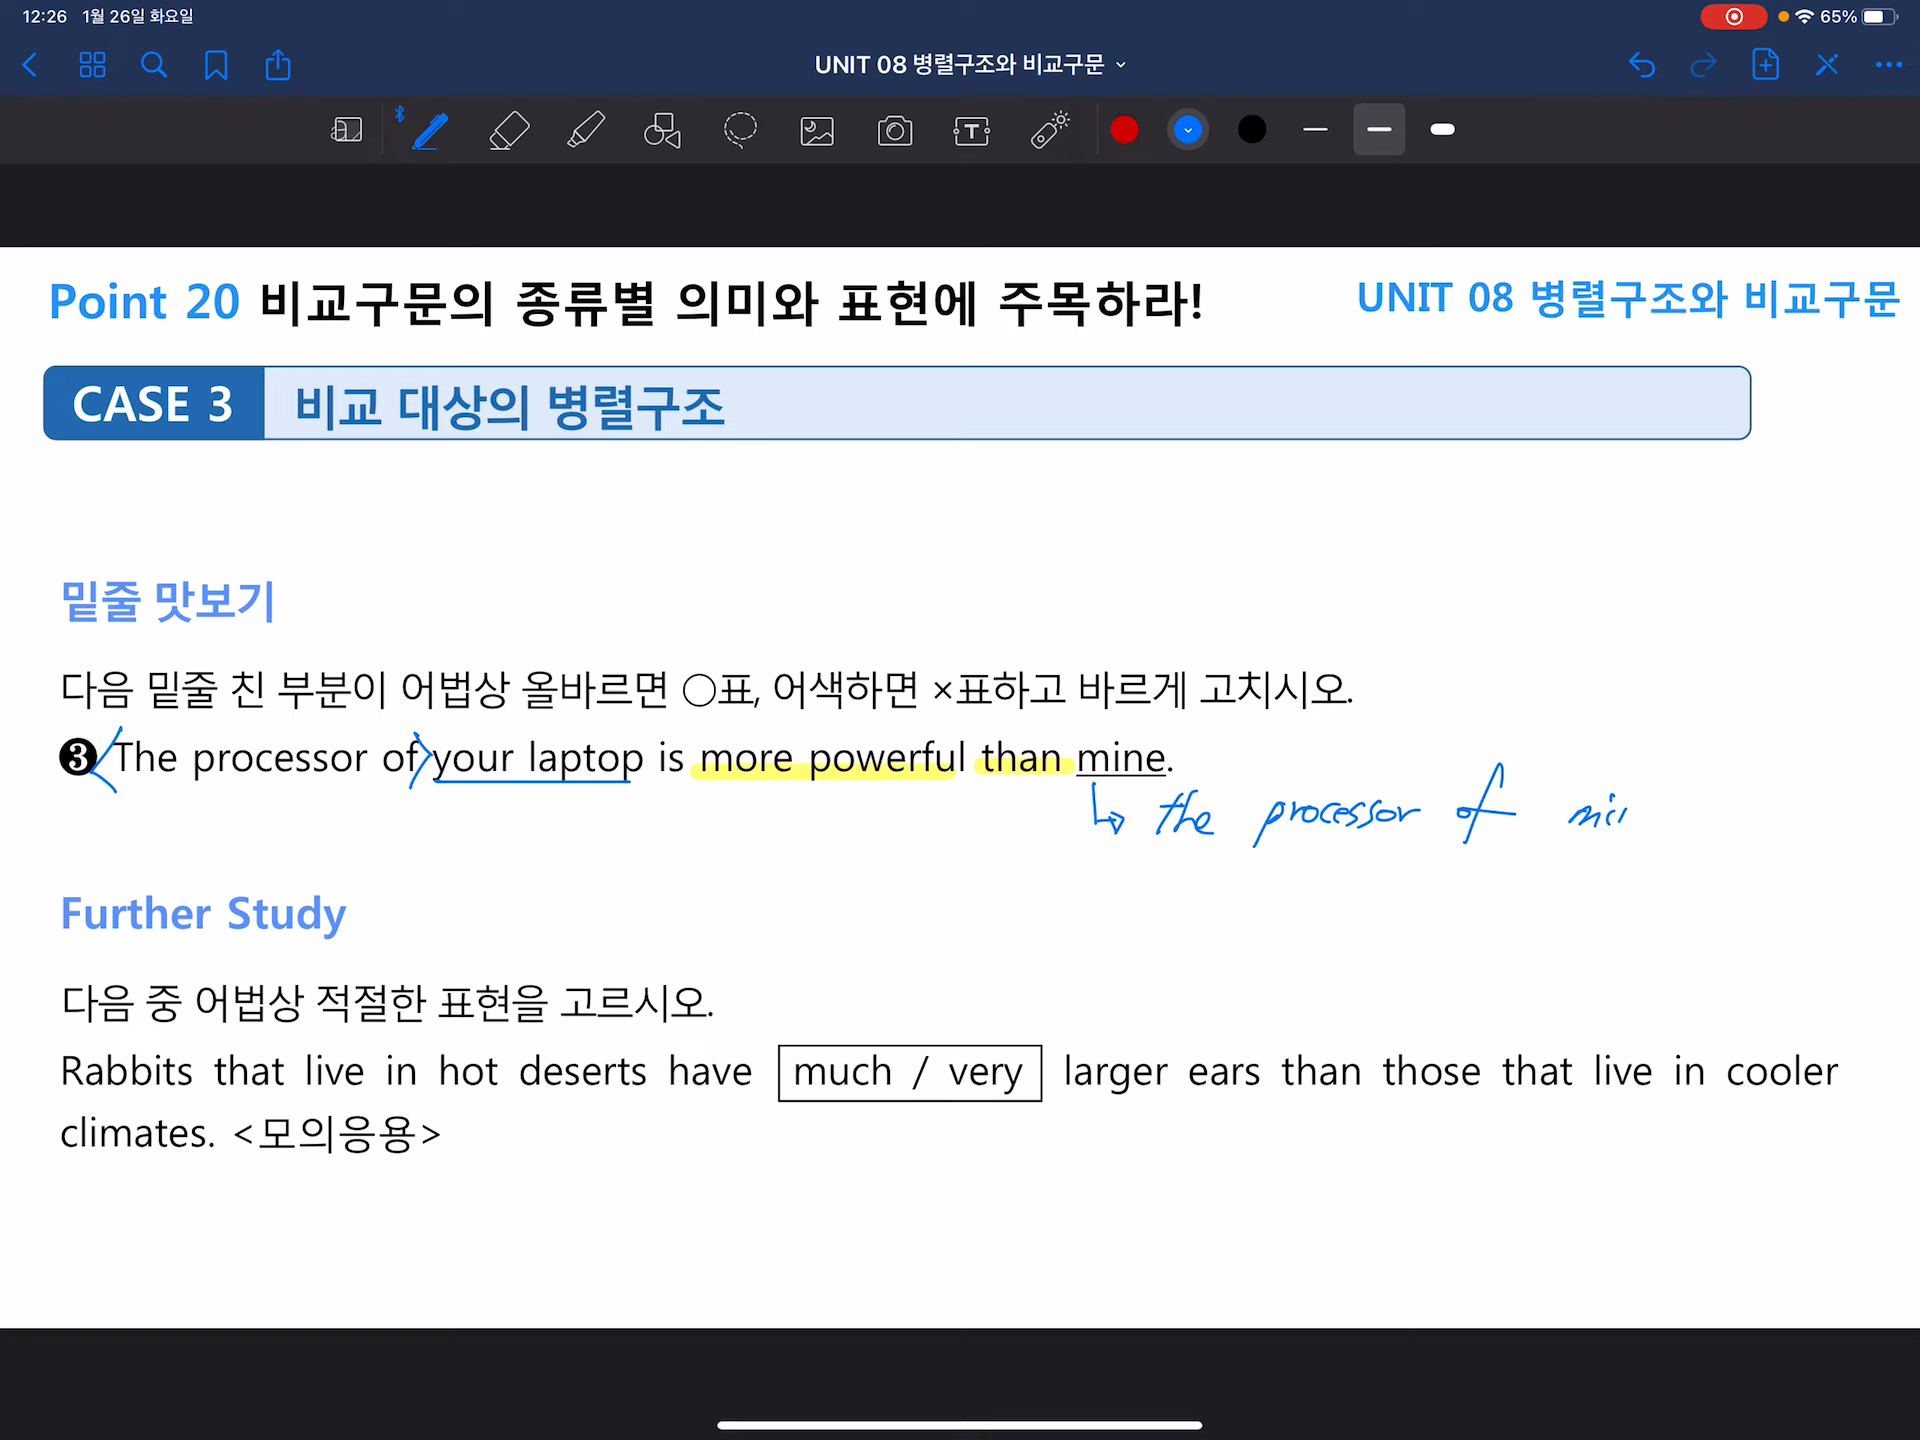 12:26 1월 26일 화요일
65%
UNIT 08 병렬구조와 비교구문
Point 20 비교구문의 종류별 의미와 표현에 주목하라!
UNIT 08 병렬구조와 비교구문
CASE 3 비교 대상의 병렬구조
밑줄 맛보기
다음 밑줄 친 부분이 어법상 올바르면 ○표, 어색하면 ×표하고 바르게 고치시오.
❸ The processor of your laptop is more powerful than mine.
↳ the processor of
Further Study
다음 중 어법상 적절한 표현을 고르시오.
Rabbits that live in hot deserts have much / very larger ears than those that live in cooler
climates. <모의응용>